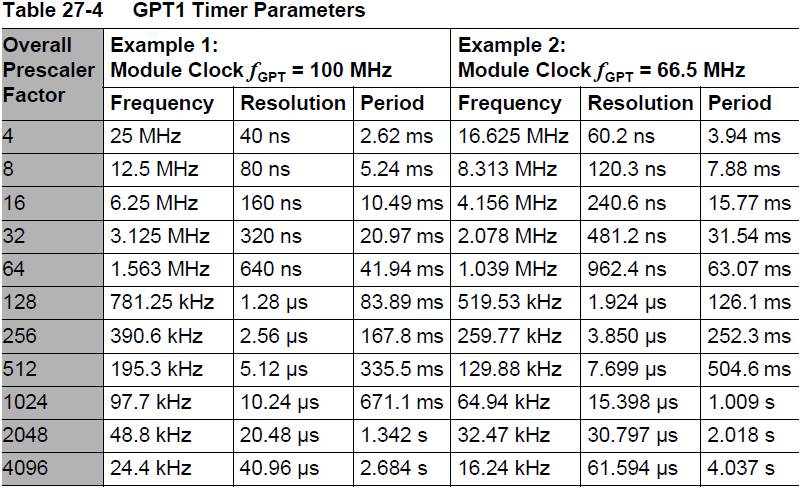 Table 27-4 GPT1 Timer Parameters
Overall Prescaler Factor Example 1: Module Clock fGPT = 100 MHz Example 2: Module Clock fGPT = 66.5 MHz
Frequency Resolution Period Frequency Resolution Period
4 25 MHz 40 ns 2.62 ms 16.625 MHz 60.2 ns 3.94 ms
8 12.5 MHz 80 ns 5.24 ms 8.313 MHz 120.3 ns 7.88 ms
16 6.25 MHz 160 ns 10.49 ms 4.156 MHz 240.6 ns 15.77 ms
32 3.125 MHz 320 ns 20.97 ms 2.078 MHz 481.2 ns 31.54 ms
64 1.563 MHz 640 ns 41.94 ms 1.039 MHz 962.4 ns 63.07 ms
128 781.25 kHz 1.28 µs 83.89 ms 519.53 kHz 1.924 µs 126.1 ms
256 390.6 kHz 2.56 µs 167.8 ms 259.77 kHz 3.850 µs 252.3 ms
512 195.3 kHz 5.12 µs 335.5 ms 129.88 kHz 7.699 µs 504.6 ms
1024 97.7 kHz 10.24 µs 671.1 ms 64.94 kHz 15.398 µs 1.009 s
2048 48.8 kHz 20.48 µs 1.342 s 32.47 kHz 30.797 µs 2.018 s
4096 24.4 kHz 40.96 µs 2.684 s 16.24 kHz 61.594 µs 4.037 s